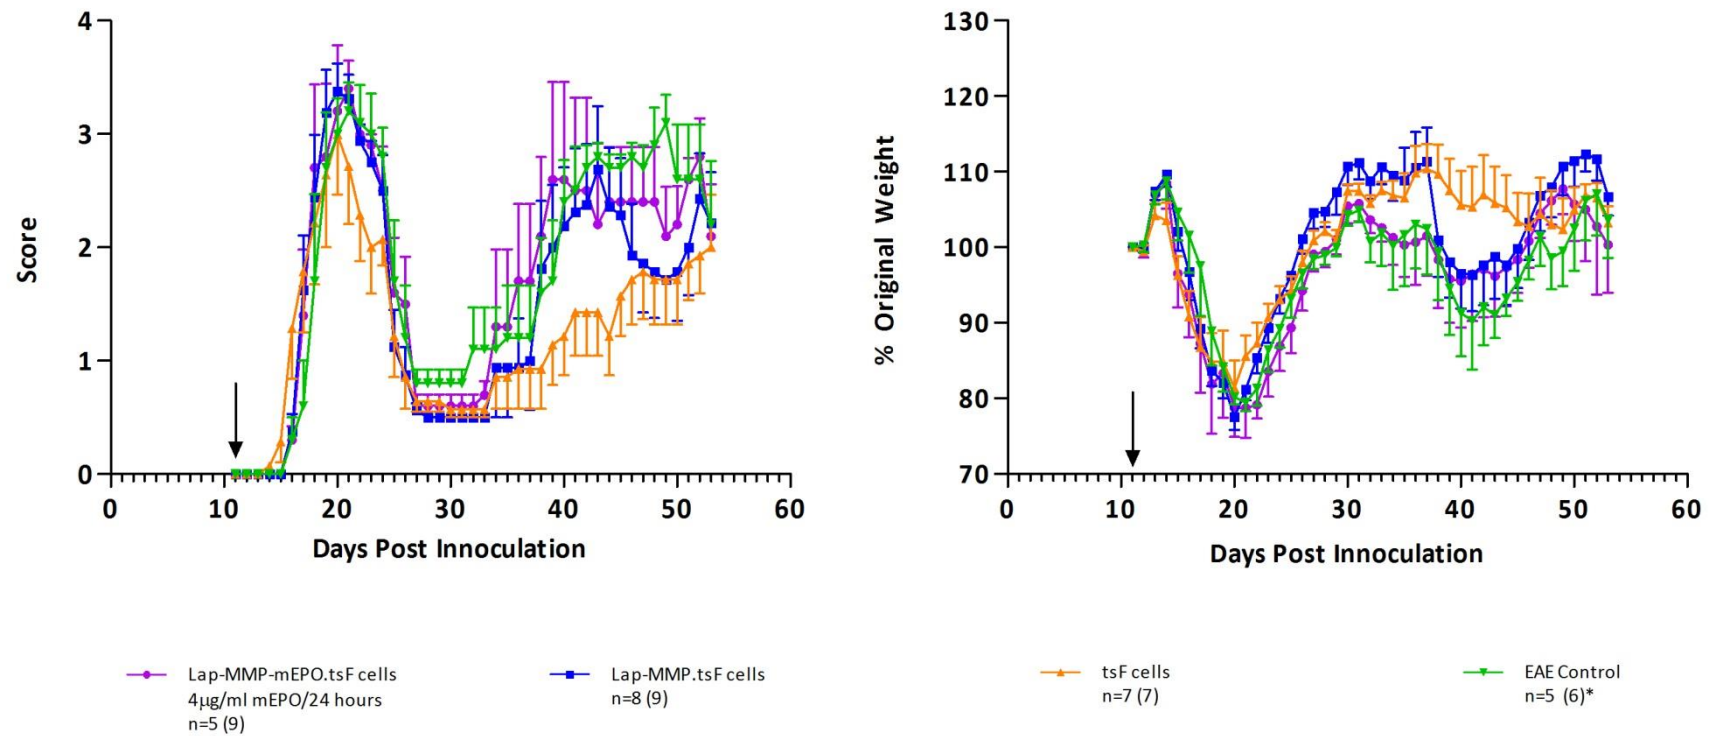 4
3
2
1
0
Score
0
10
20
30
40
50
60
Days Post Innoculation
130
120
110
100
90
80
70
% Original Weight
0
10
20
30
40
50
60
Days Post Innoculation
Lap-MMP-mEPO.tsF cells
4µg/ml mEPO/24 hours
n=5 (9)
Lap-MMP.tsF cells
n=8 (9)
tsF cells
n=7 (7)
EAE Control
n=5 (6)*